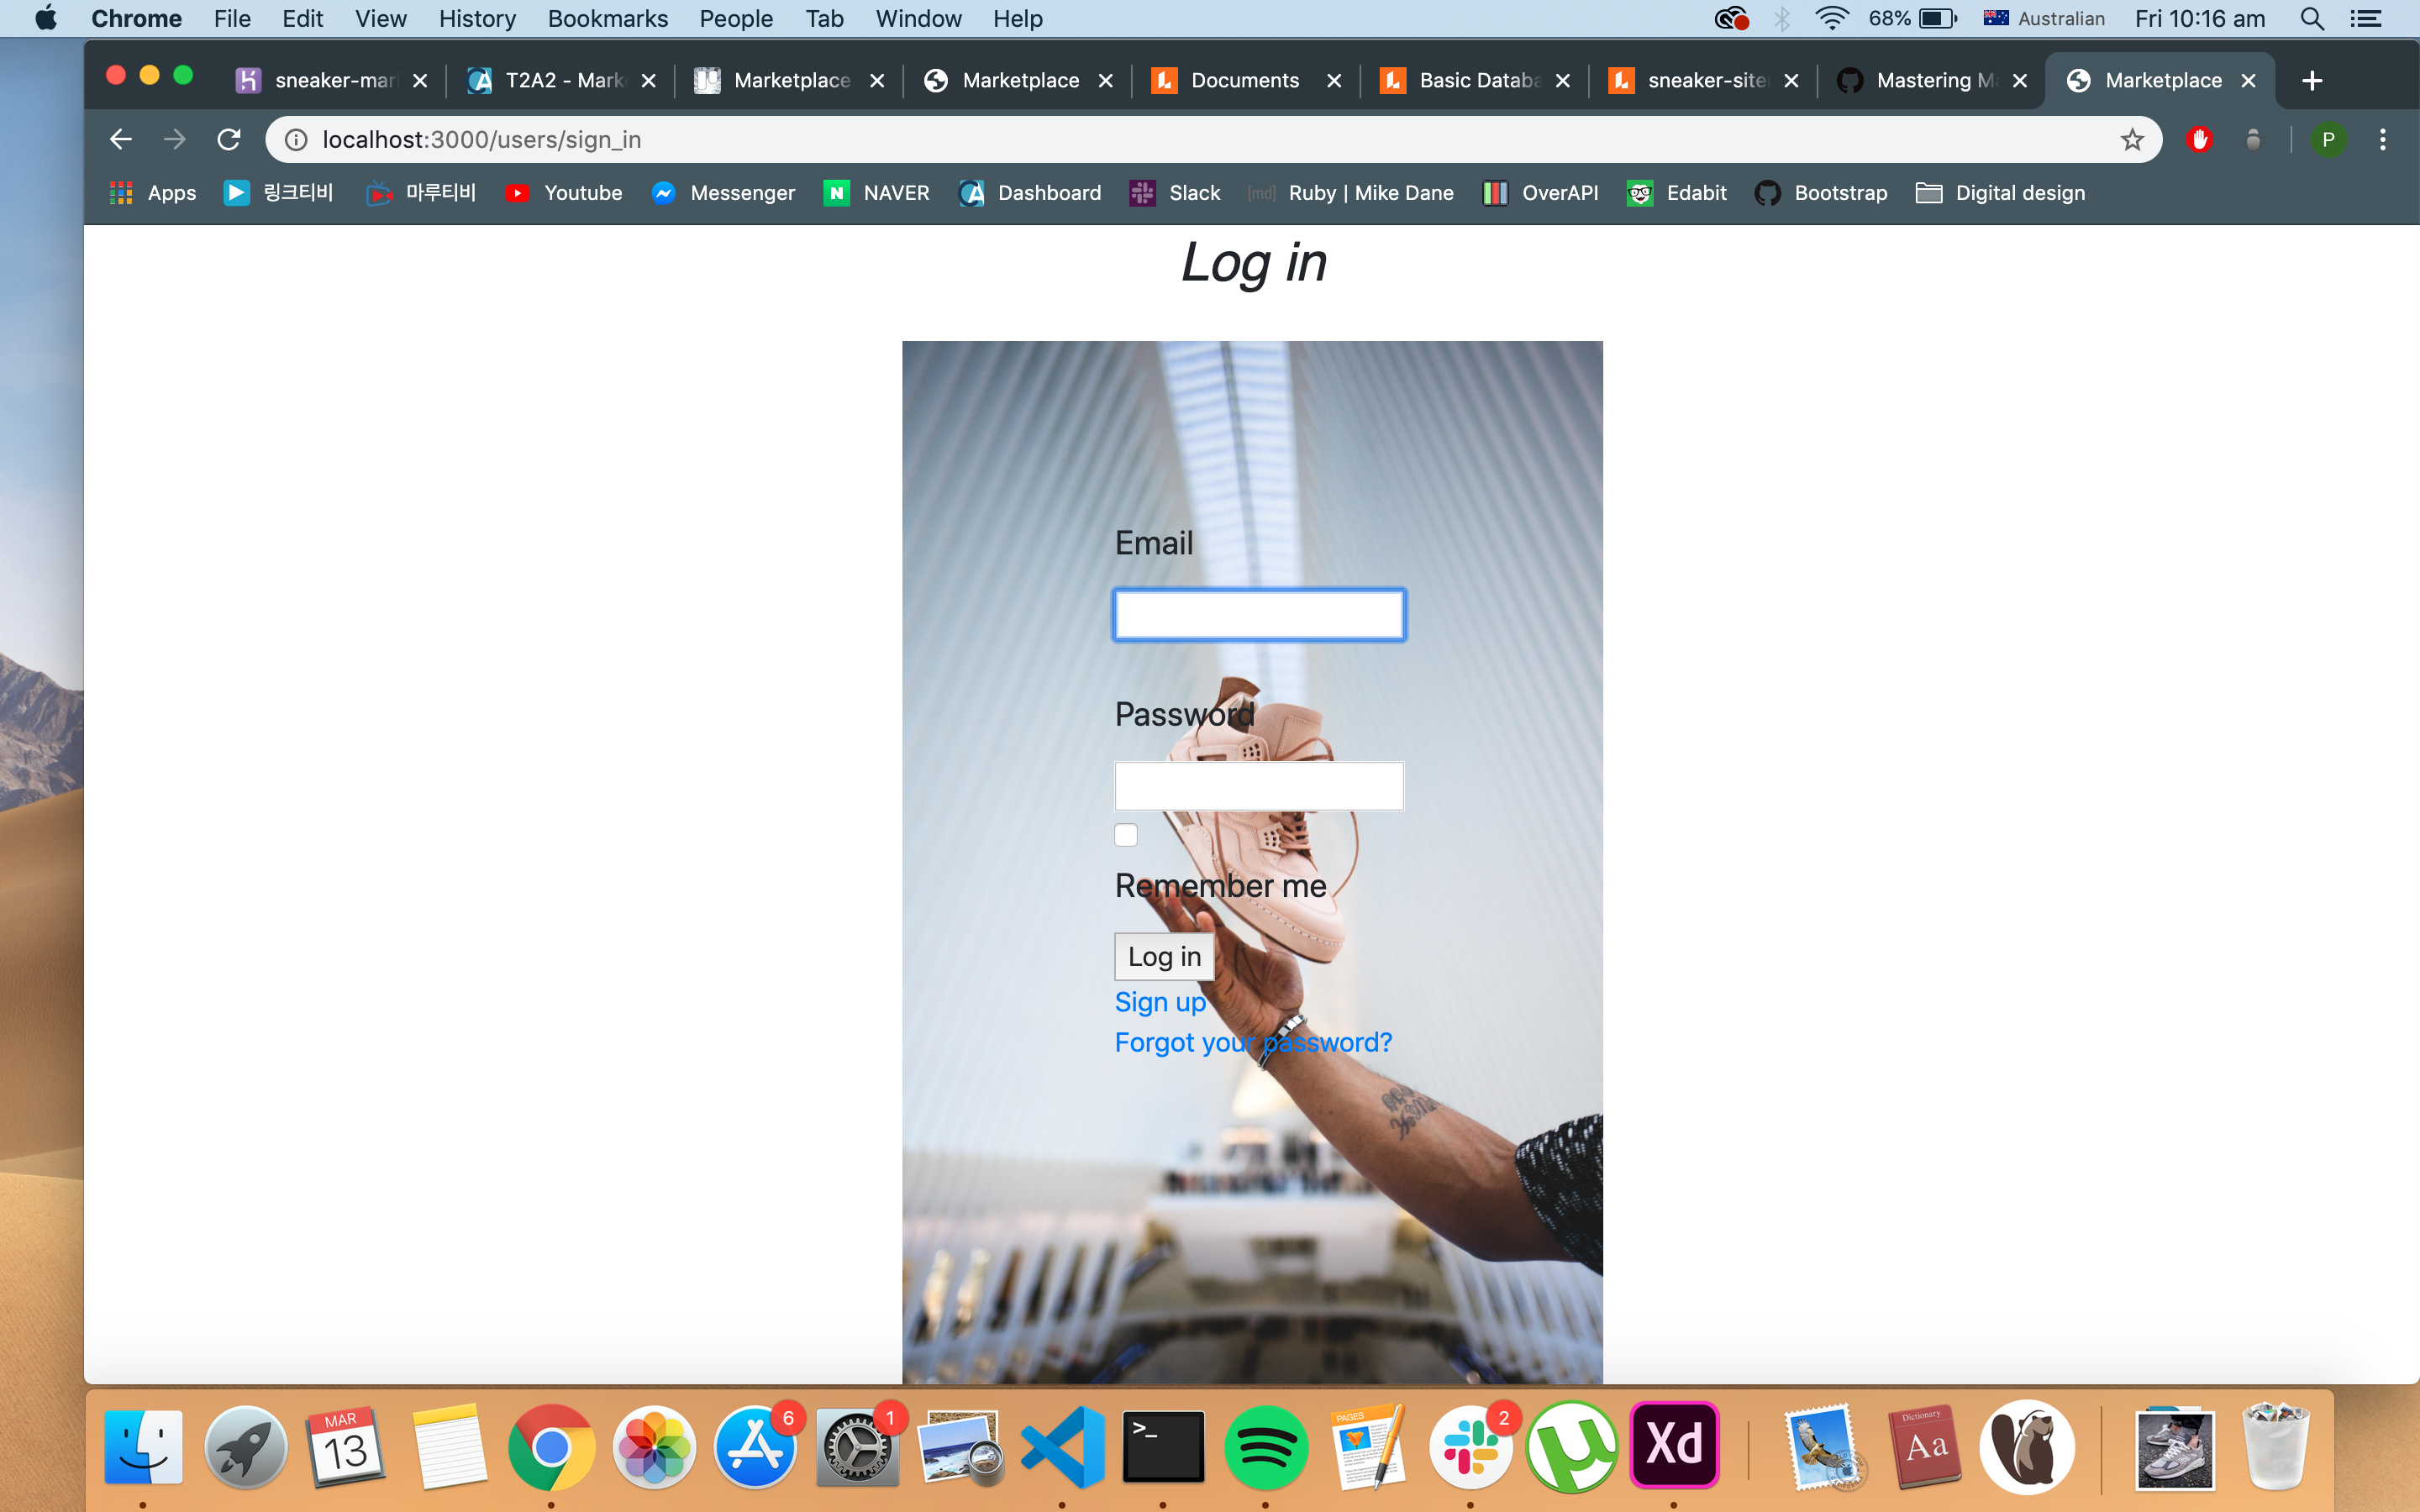 Chrome File Edit View History Bookmarks People Tab Window Help 68% Australian Fri 10:16 am
sneaker-mar T2A2 - Mark Marketplace Marketplace Documents Basic Databa sneaker-site Mastering M Marketplace
localhost:3000/users/sign_in P
Apps 링크티비 마루티비 Youtube Messenger N NAVER Dashboard Slack [md] Ruby | Mike Dane OverAPI Edabit Bootstrap Digital design
Log in
Email
Password
Remember me
Log in
Sign up
Forgot your password?
MAR 13 6 1 >_ PAGES 2 Xd Dictionary Aa